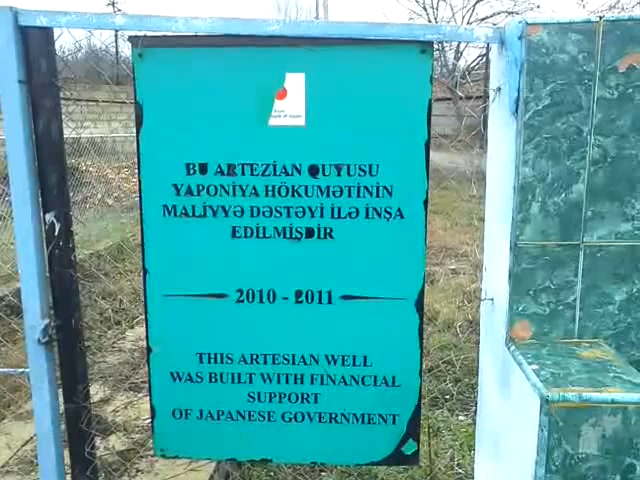 BU ARTEZİAN QUYUSU
YAPONİYA HÖKUMƏTİNİN
MALİYYƏ DƏSTƏYİ İLƏ İNŞA
EDİLMİŞDİR
2010 - 2011
THIS ARTESIAN WELL
WAS BUILT WITH FINANCIAL
SUPPORT
OF JAPANESE GOVERNMENT